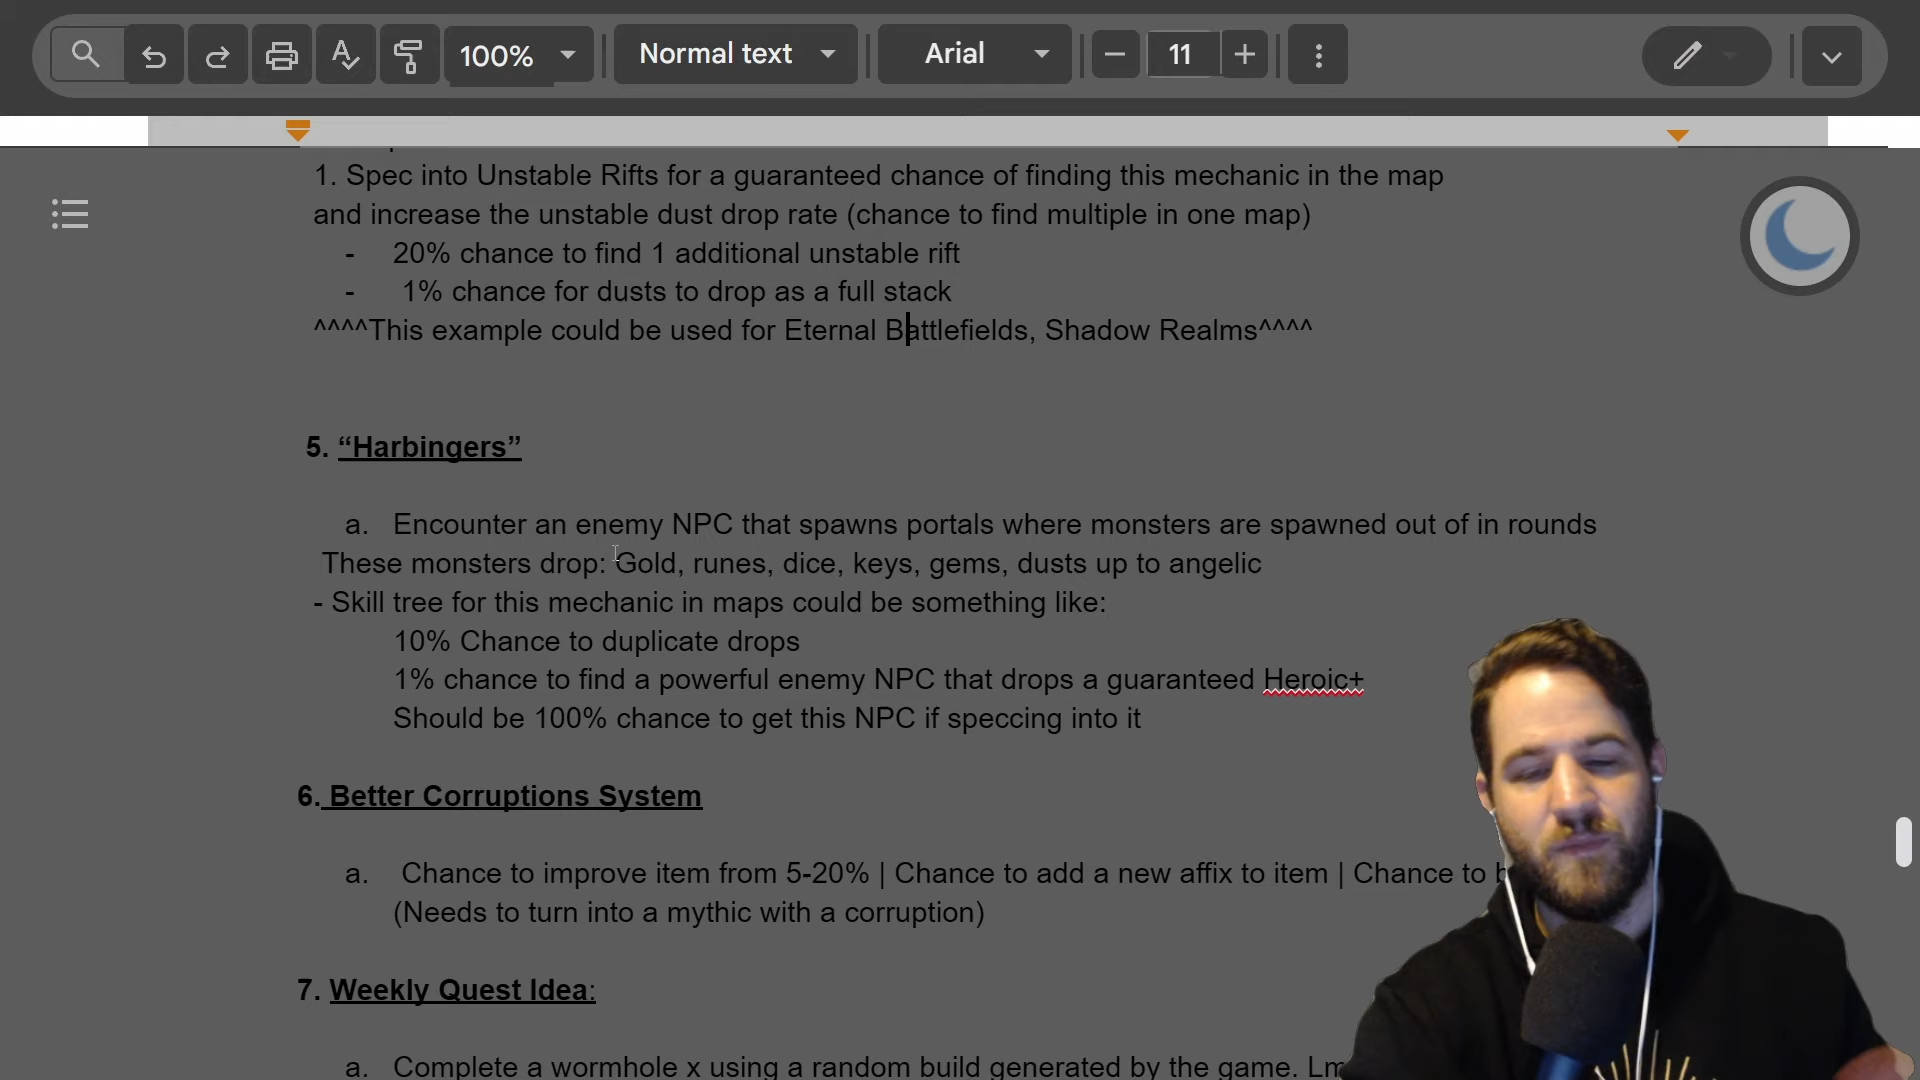 100%
Normal text
Arial
11
1. Spec into Unstable Rifts for a guaranteed chance of finding this mechanic in the map
and increase the unstable dust drop rate (chance to find multiple in one map)
- 20% chance to find 1 additional unstable rift
- 1% chance for dusts to drop as a full stack
^^^^This example could be used for Eternal Battlefields, Shadow Realms^^^^
5. “Harbingers”
a. Encounter an enemy NPC that spawns portals where monsters are spawned out of in rounds
These monsters drop: Gold, runes, dice, keys, gems, dusts up to angelic
- Skill tree for this mechanic in maps could be something like:
10% Chance to duplicate drops
1% chance to find a powerful enemy NPC that drops a guaranteed Heroic+
Should be 100% chance to get this NPC if speccing into it
6. Better Corruptions System
a. Chance to improve item from 5-20% | Chance to add a new affix to item | Chance to
(Needs to turn into a mythic with a corruption)
7. Weekly Quest Idea:
a. Complete a wormhole x using a random build generated by the game.